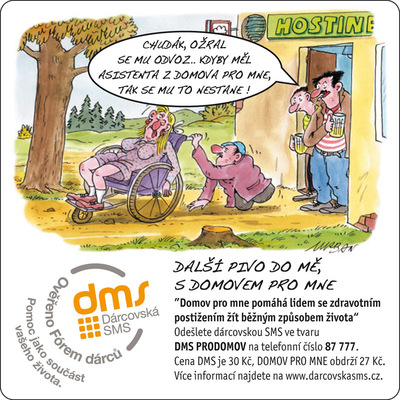 HOSTINE
CHUDÁK, OŽRAL
SE MU ODVOZ.. KDYBY MĚL
ASISTENTA Z DOMOVA PRO MNE,
TAK SE MU TO NESTANE !
DALŠÍ PIVO DO MĚ,
S DOMOVEM PRO MNE
"Domov pro mne pomáhá lidem se zdravotním
postižením žít běžným způsobem života“
Odešlete dárcovskou SMS ve tvaru
DMS PRODOMOV na telefonní číslo 87 777.
Cena DMS je 30 Kč, DOMOV PRO MNE obdrží 27 Kč.
Více informací najdete na www.darcovskasms.cz.
dms
Dárcovská
SMS
Ověřeno Fórem dárců
Pomoc jako součást
vašeho života.